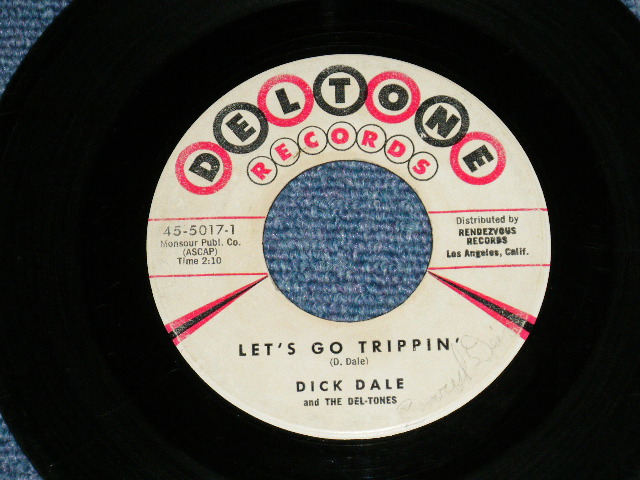 DELTONE
RECORDS
45-5017-1
Monsour Publ. Co.
(ASCAP)
Time 2:10
Distributed by
RENDEZVOUS
RECORDS
Los Angeles, Calif.
LET'S GO TRIPPIN'
(D. Dale)
DICK DALE
and THE DEL-TONES